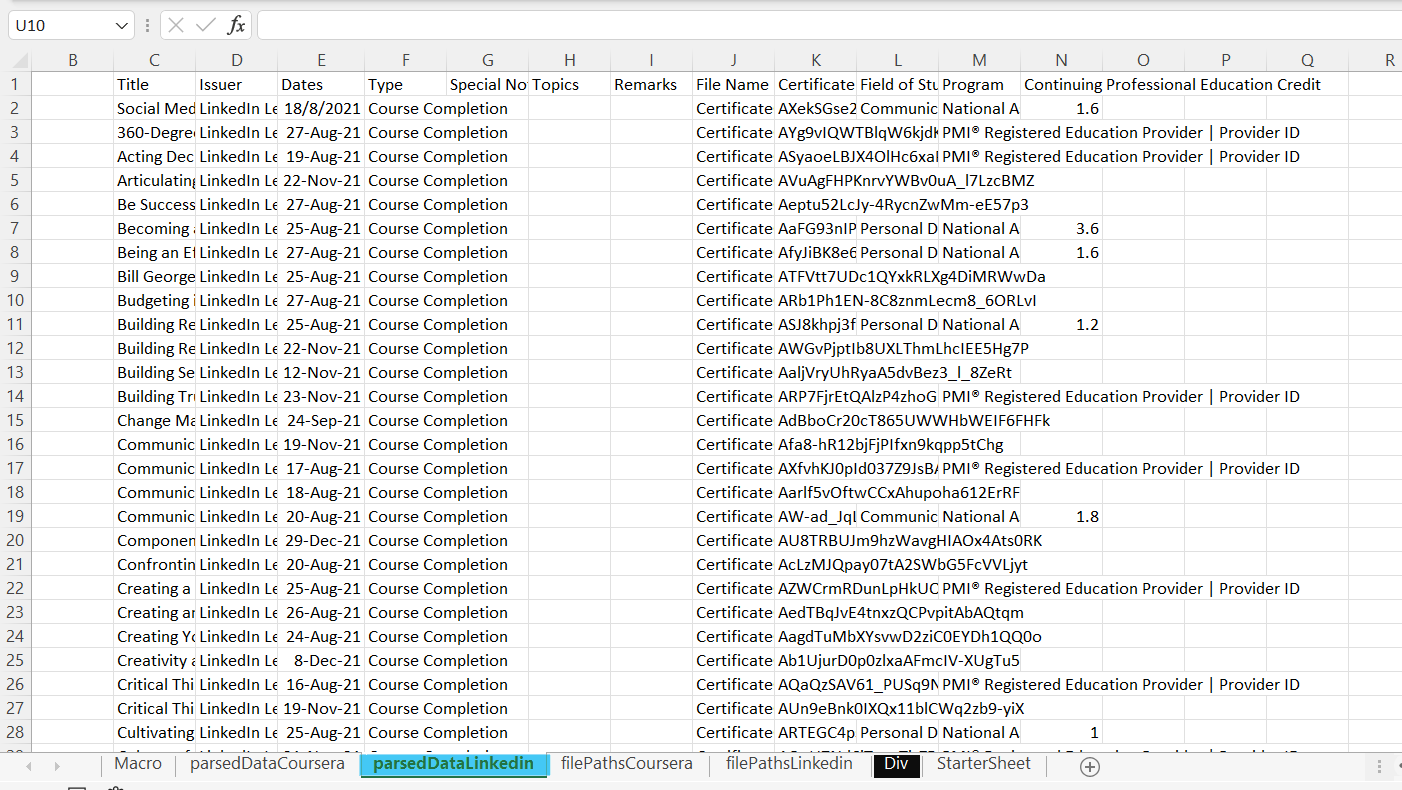 U10 fx
B C D E F G H I J K L M N O P Q R
1 Title Issuer Dates Type Special No Topics Remarks File Name Certificate Field of Stu Program Continuing Professional Education Credit
2 Social Med LinkedIn Le 18/8/2021 Course Completion Certificate AXekSGse2 Communic National A 1.6
3 360-Degre LinkedIn Le 27-Aug-21 Course Completion Certificate AYg9vIQWTBlqW6kjdK PMI® Registered Education Provider | Provider ID
4 Acting Dec LinkedIn Le 19-Aug-21 Course Completion Certificate ASyaoeLBJX4OlHc6xal PMI® Registered Education Provider | Provider ID
5 Articulating LinkedIn Le 22-Nov-21 Course Completion Certificate AVuAgFHPKnrvYWBv0uA_l7LzcBMZ
6 Be Success LinkedIn Le 27-Aug-21 Course Completion Certificate Aeptu52LcJy-4RycnZwMm-eE57p3
7 Becoming a LinkedIn Le 25-Aug-21 Course Completion Certificate AaFG93nIP Personal D National A 3.6
8 Being an Ef LinkedIn Le 27-Aug-21 Course Completion Certificate AfyJiBK8e6 Personal D National A 1.6
9 Bill George LinkedIn Le 25-Aug-21 Course Completion Certificate ATFVtt7UDc1QYxkRLXg4DiMRWwDa
10 Budgeting i LinkedIn Le 27-Aug-21 Course Completion Certificate ARb1Ph1EN-8C8znmLecm8_6ORLvI
11 Building Re LinkedIn Le 25-Aug-21 Course Completion Certificate ASJ8khpj3f Personal D National A 1.2
12 Building Re LinkedIn Le 22-Nov-21 Course Completion Certificate AWGvPjptIb8UXLThmLhcIEE5Hg7P
13 Building Se LinkedIn Le 12-Nov-21 Course Completion Certificate AaljVryUhRyaA5dvBez3_l_8ZeRt
14 Building Tru LinkedIn Le 23-Nov-21 Course Completion Certificate ARP7FjrEtQAlzP4zhoG PMI® Registered Education Provider | Provider ID
15 Change Ma LinkedIn Le 24-Sep-21 Course Completion Certificate AdBboCr20cT865UWWHbWEIF6FHFk
16 Communic LinkedIn Le 19-Nov-21 Course Completion Certificate Afa8-hR12bjFjPIfxn9kqpp5tChg
17 Communic LinkedIn Le 17-Aug-21 Course Completion Certificate AXfvhKJ0pId037Z9JsBA PMI® Registered Education Provider | Provider ID
18 Communic LinkedIn Le 18-Aug-21 Course Completion Certificate Aarlf5vOftwCCxAhupoha612ErRF
19 Communic LinkedIn Le 20-Aug-21 Course Completion Certificate AW-ad_JqL Communic National A 1.8
20 Componen LinkedIn Le 29-Dec-21 Course Completion Certificate AU8TRBUJm9hzWavgHIAOx4Ats0RK
21 Confrontin LinkedIn Le 20-Aug-21 Course Completion Certificate AcLzMJQpay07tA2SWbG5FcVVLjyt
22 Creating a LinkedIn Le 25-Aug-21 Course Completion Certificate AZWCrmRDunLpHkUC PMI® Registered Education Provider | Provider ID
23 Creating an LinkedIn Le 26-Aug-21 Course Completion Certificate AedTBqJvE4tnxzQCPvpitAbAQtqm
24 Creating Yo LinkedIn Le 24-Aug-21 Course Completion Certificate AagdTuMbXYsvwD2ziC0EYDh1QQ0o
25 Creativity a LinkedIn Le 8-Dec-21 Course Completion Certificate Ab1UjurD0p0zlxaAFmcIV-XUgTu5
26 Critical Thi LinkedIn Le 16-Aug-21 Course Completion Certificate AQaQzSAV61_PUSq9N PMI® Registered Education Provider | Provider ID
27 Critical Thi LinkedIn Le 19-Nov-21 Course Completion Certificate AUn9eBnk0IXQx11blCWq2zb9-yiX
28 Cultivating LinkedIn Le 25-Aug-21 Course Completion Certificate ARTEGC4p Personal D National A 1
Macro parsedDataCoursera parsedDataLinkedin filePathsCoursera filePathsLinkedin Div StarterSheet